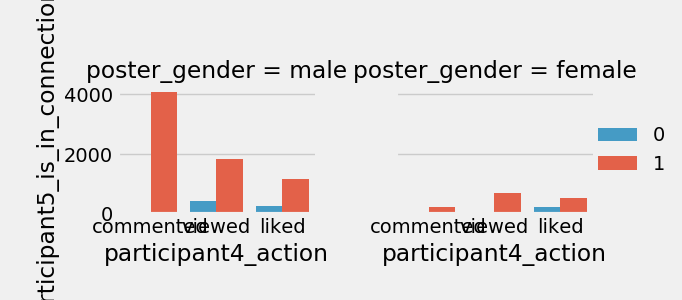 poster_gender = male
poster_gender = female
4000
2000
0
commented
viewed
liked
commented
viewed
liked
participant4_action
participant4_action
0
1